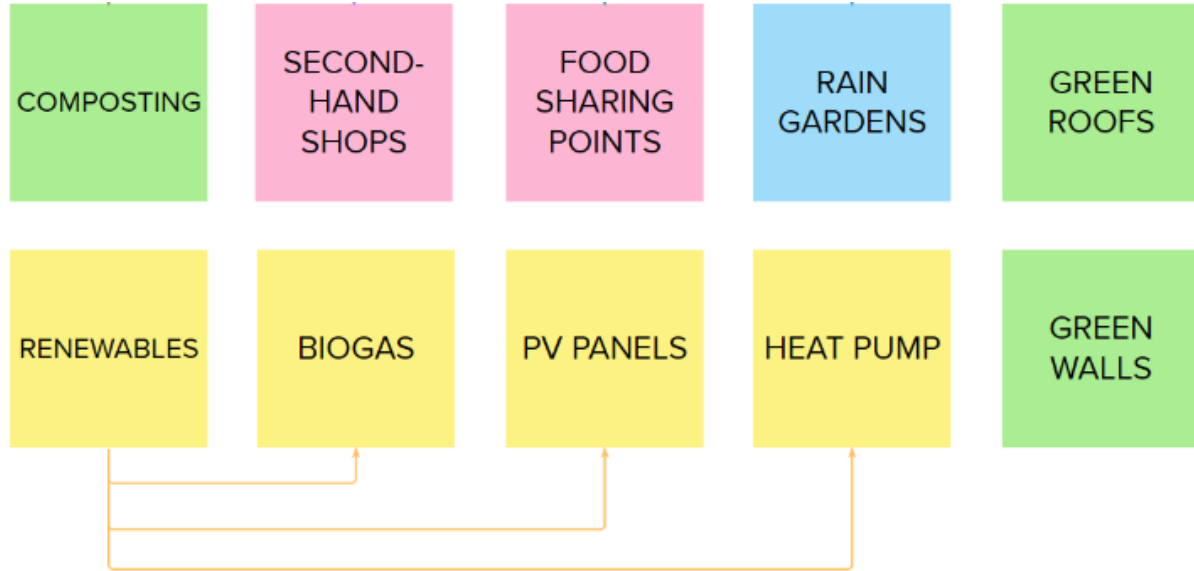 COMPOSTING
SECOND-
HAND
SHOPS
FOOD
SHARING
POINTS
RAIN
GARDENS
GREEN
ROOFS
RENEWABLES
BIOGAS
PV PANELS
HEAT PUMP
GREEN
WALLS